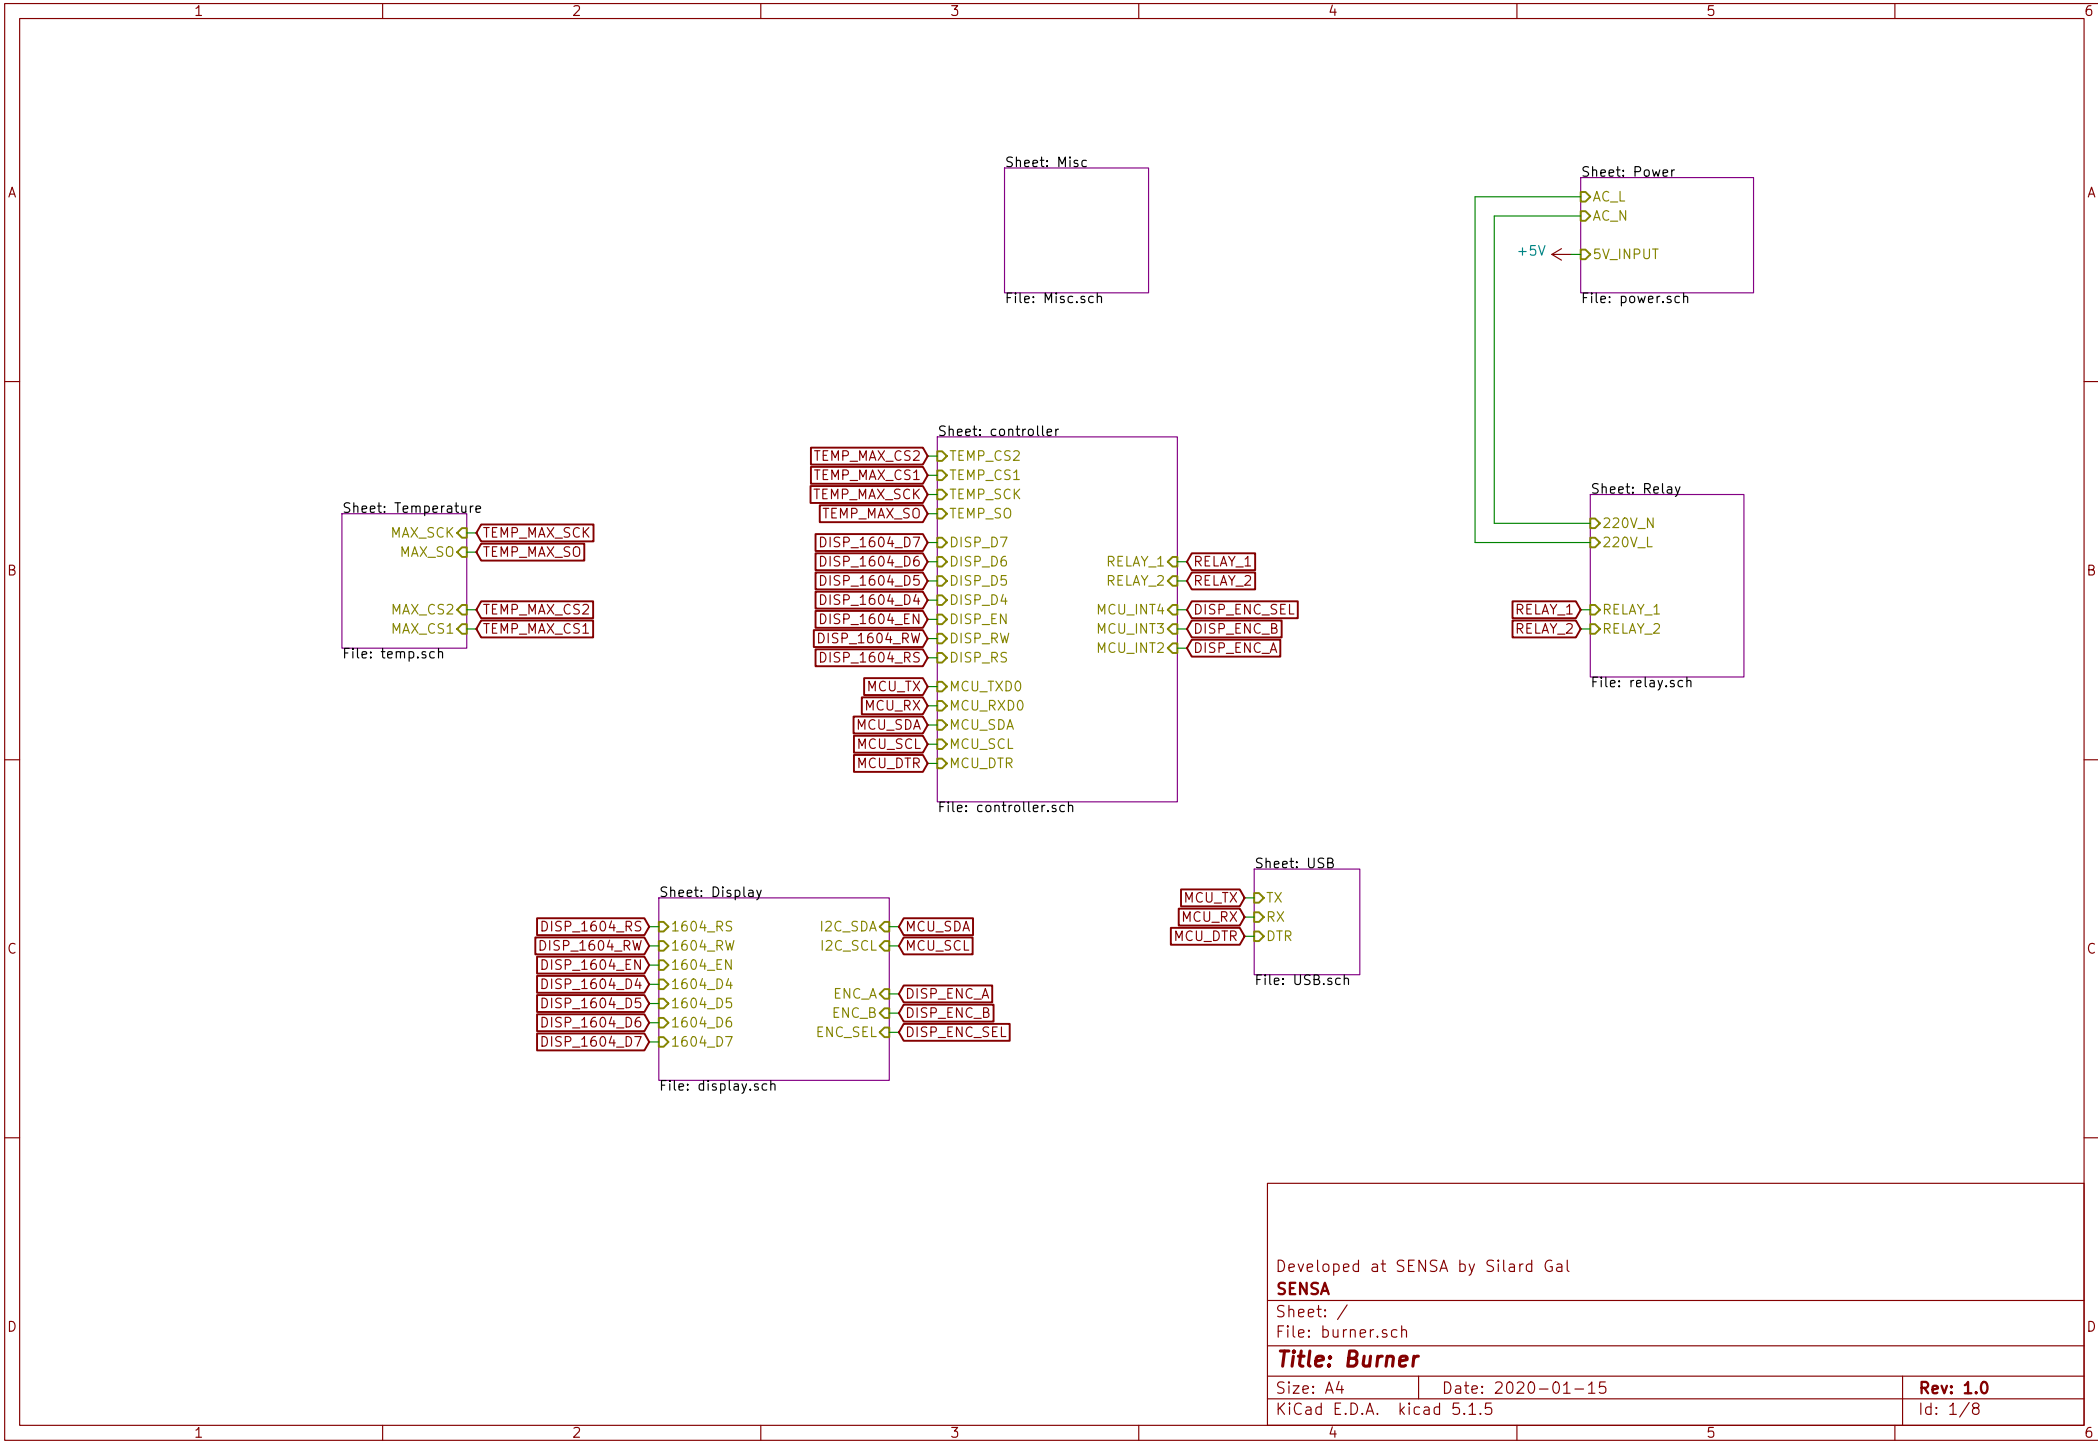 1 2 3 4 5 6
A A
B B
C C
D D
Sheet: Misc
File: Misc.sch
Sheet: Power
AC_L
AC_N
+5V 5V_INPUT
File: power.sch
Sheet: controller
TEMP_MAX_CS2 TEMP_CS2
TEMP_MAX_CS1 TEMP_CS1
TEMP_MAX_SCK TEMP_SCK
TEMP_MAX_SO TEMP_SO
DISP_1604_D7 DISP_D7
DISP_1604_D6 DISP_D6 RELAY_1 RELAY_1
DISP_1604_D5 DISP_D5 RELAY_2 RELAY_2
DISP_1604_D4 DISP_D4
DISP_1604_EN DISP_EN MCU_INT4 DISP_ENC_SEL
DISP_1604_RW DISP_RW MCU_INT3 DISP_ENC_B
DISP_1604_RS DISP_RS MCU_INT2 DISP_ENC_A
MCU_TX MCU_TXD0
MCU_RX MCU_RXD0
MCU_SDA MCU_SDA
MCU_SCL MCU_SCL
MCU_DTR MCU_DTR
File: controller.sch
Sheet: Temperature
MAX_SCK TEMP_MAX_SCK
MAX_SO TEMP_MAX_SO
MAX_CS2 TEMP_MAX_CS2
MAX_CS1 TEMP_MAX_CS1
File: temp.sch
Sheet: Relay
220V_N
220V_L
RELAY_1 RELAY_1
RELAY_2 RELAY_2
File: relay.sch
Sheet: Display
DISP_1604_RS 1604_RS I2C_SDA MCU_SDA
DISP_1604_RW 1604_RW I2C_SCL MCU_SCL
DISP_1604_EN 1604_EN
DISP_1604_D4 1604_D4 ENC_A DISP_ENC_A
DISP_1604_D5 1604_D5 ENC_B DISP_ENC_B
DISP_1604_D6 1604_D6 ENC_SEL DISP_ENC_SEL
DISP_1604_D7 1604_D7
File: display.sch
Sheet: USB
MCU_TX TX
MCU_RX RX
MCU_DTR DTR
File: USB.sch
Developed at SENSA by Silard Gal
SENSA
Sheet: /
File: burner.sch
Title: Burner
Size: A4 Date: 2020-01-15 Rev: 1.0
KiCad E.D.A. kicad 5.1.5 Id: 1/8
1 2 3 4 5 6